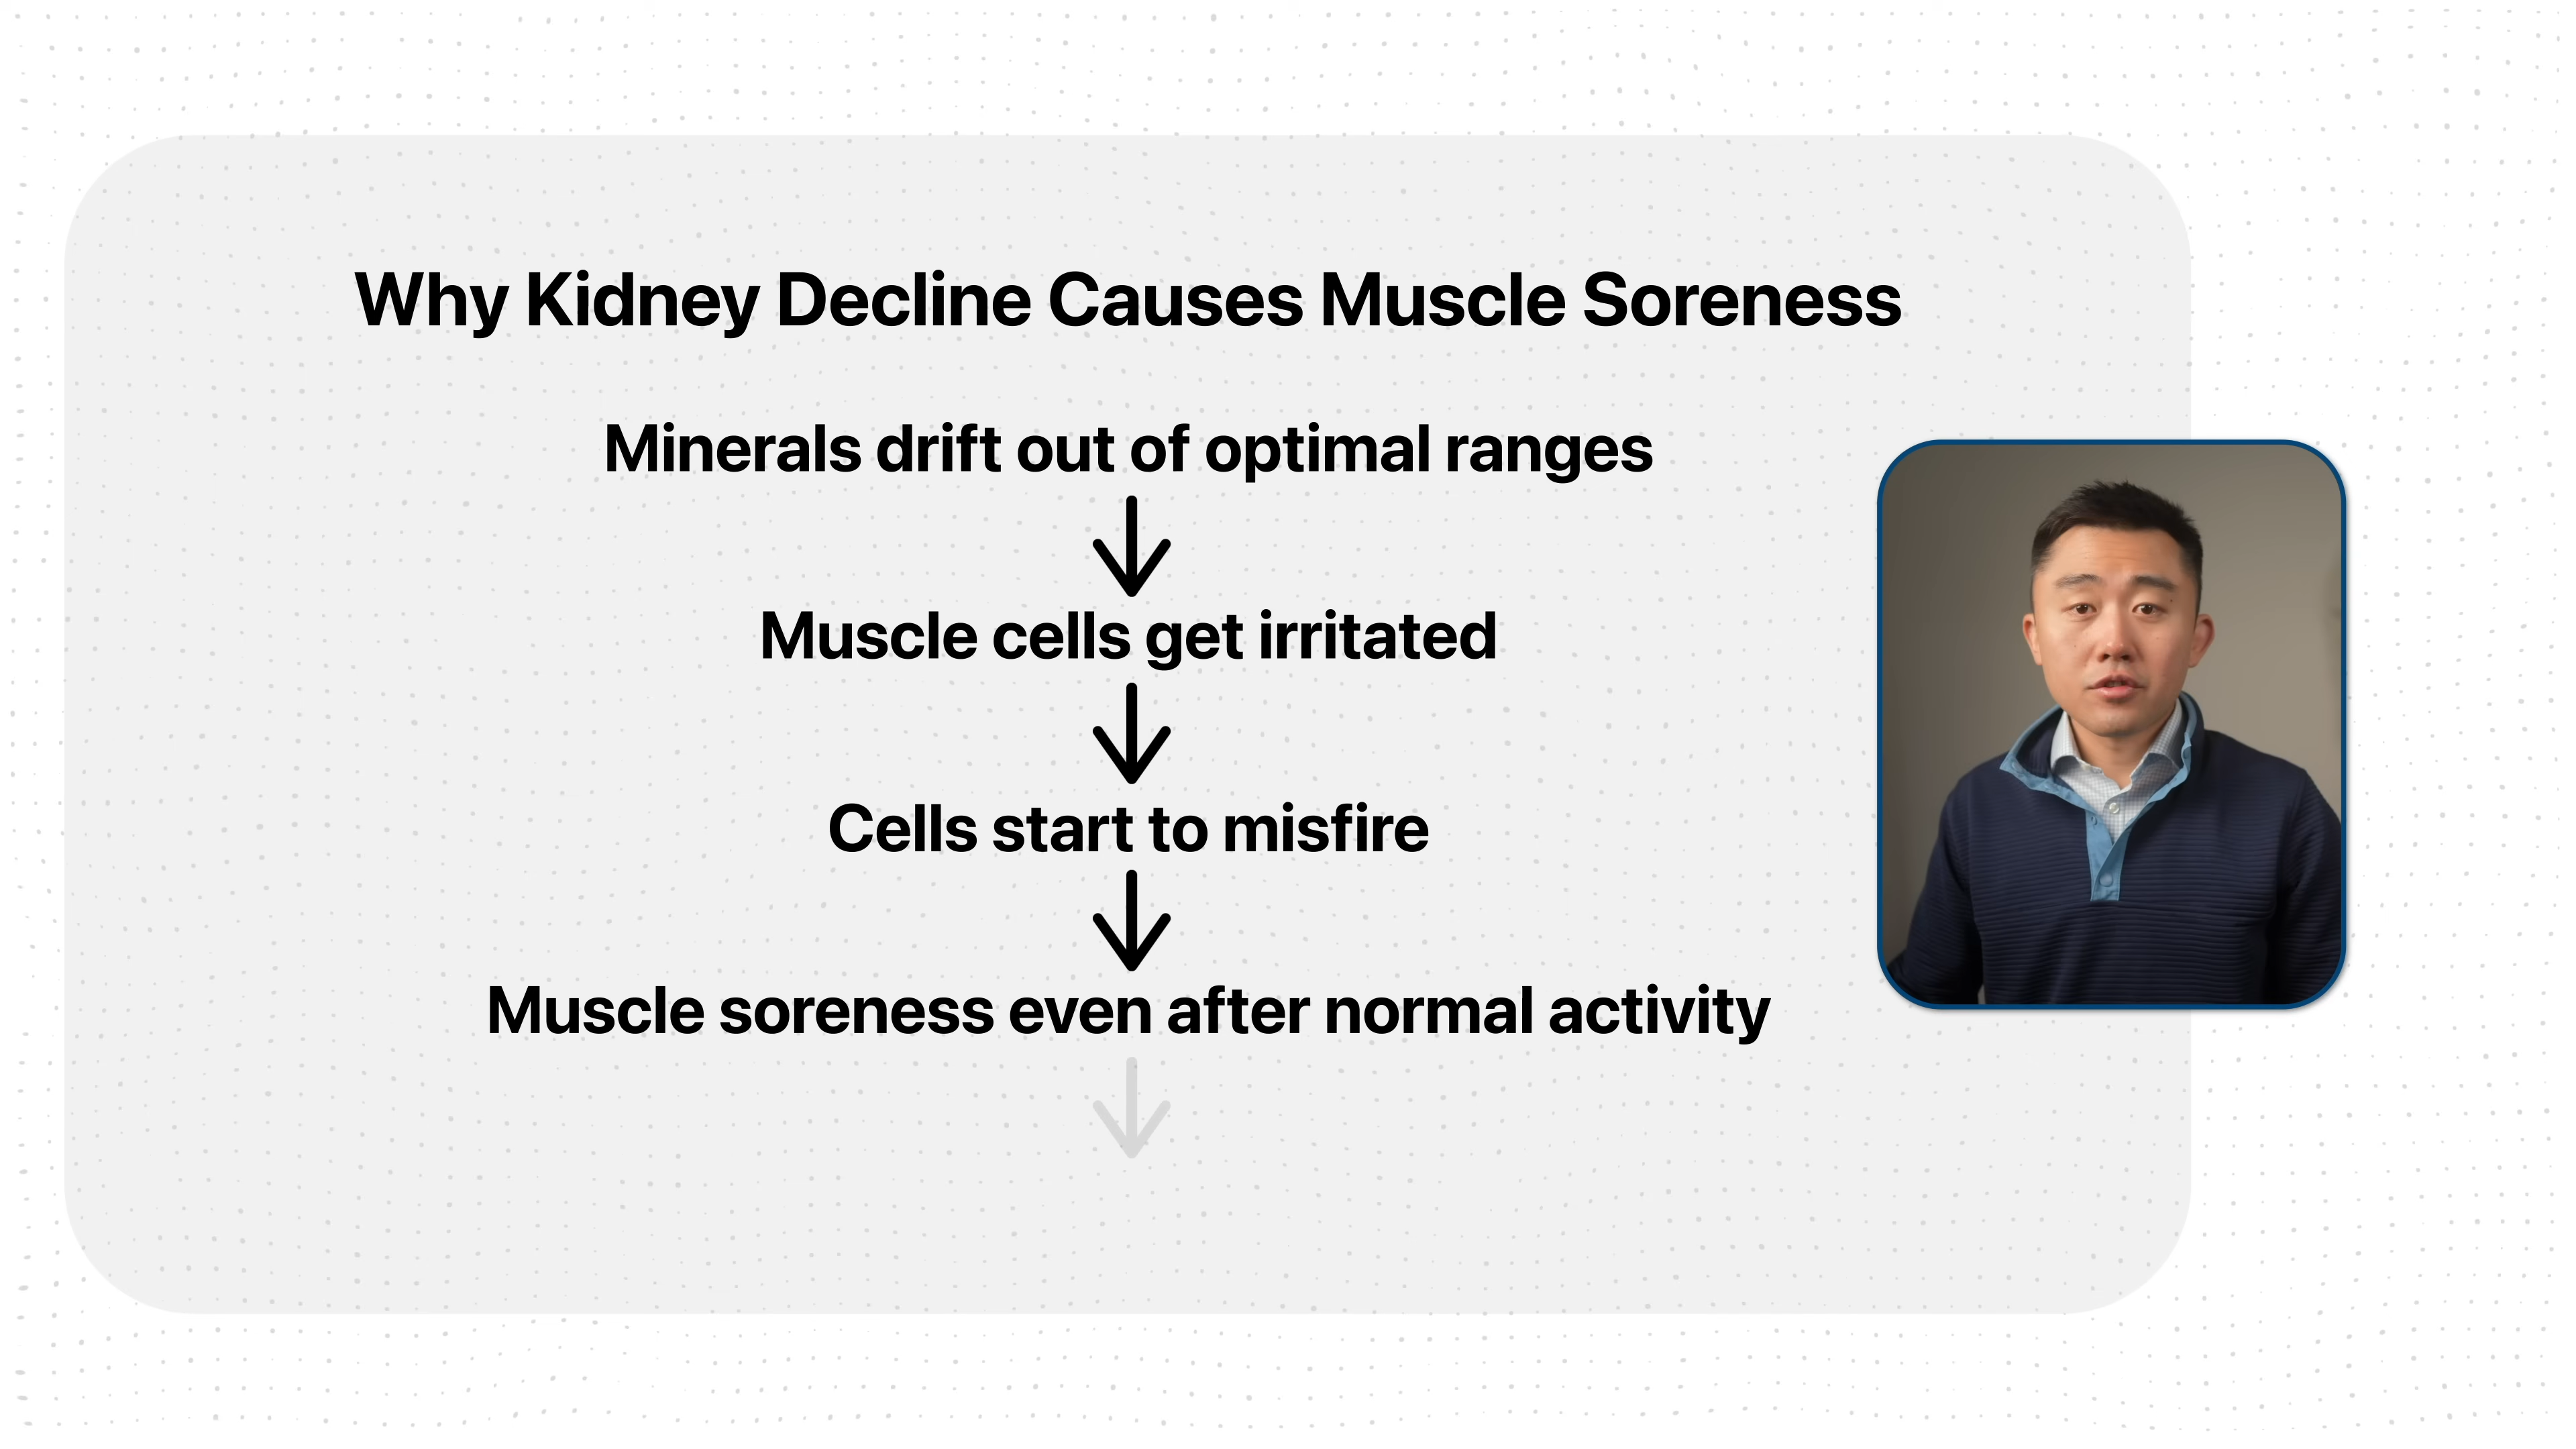 Why Kidney Decline Causes Muscle Soreness
Minerals drift out of optimal ranges
Muscle cells get irritated
Cells start to misfire
Muscle soreness even after normal activity